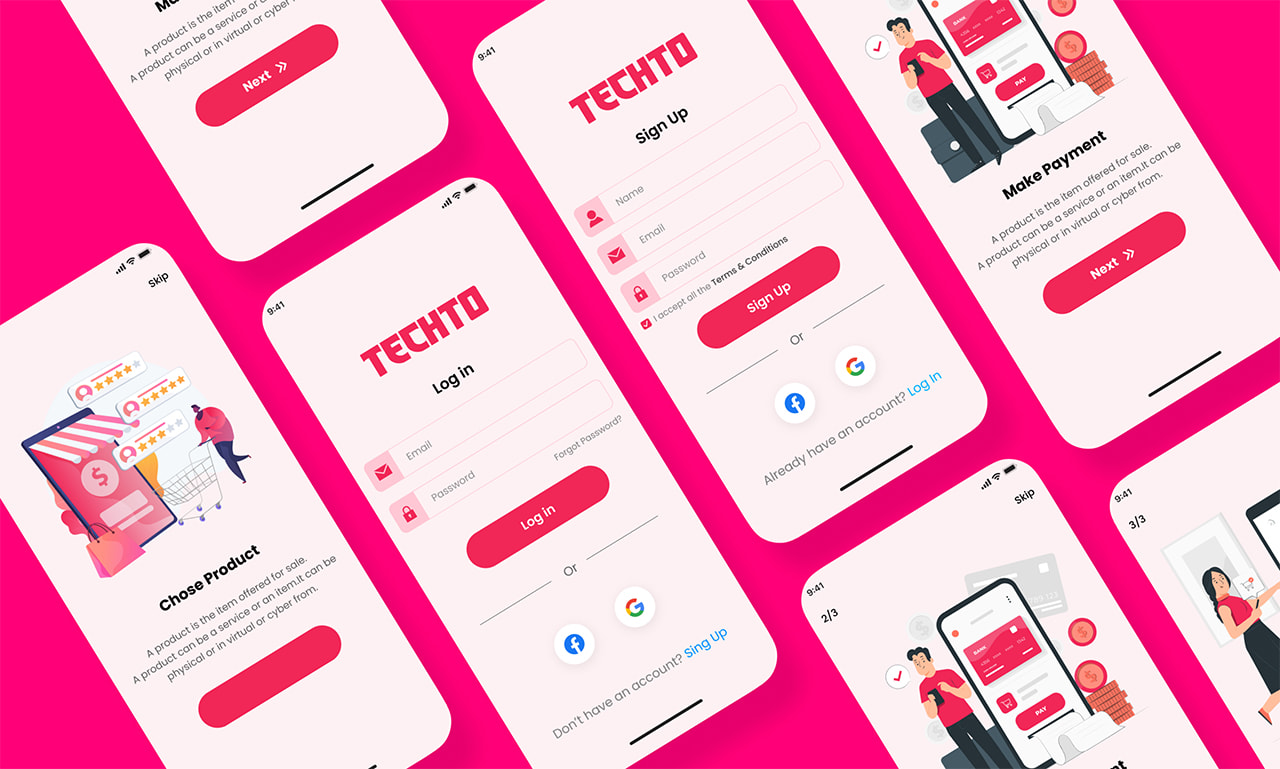 A product is the item offered for sale.
A product can be a service or an item.It can be
physical or in virtual or cyber from.
Next
Skip
Chose Product
A product is the item offered for sale.
A product can be a service or an item.It can be
physical or in virtual or cyber from.
9:41
TECHTO
Log in
Email
Password
Forgot Password?
Log in
Or
Don't have an account? Sing Up
9:41
TECHTO
Sign Up
Name
Email
Password
I accept all the Terms & Conditions
Sign Up
Or
Already have an account? Log In
BANK
PAY
Make Payment
A product is the item offered for sale.
A product can be a service or an item.It can be
physical or in virtual or cyber from.
Next
9:41
Skip
2/3
BANK
PAY
9:41
3/3